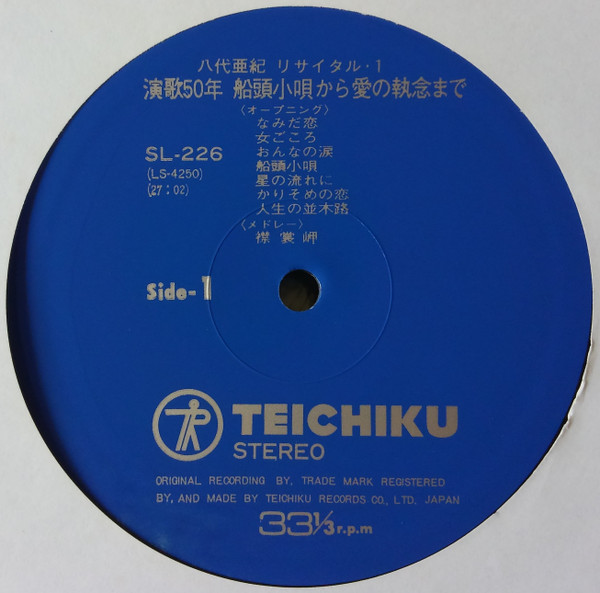 八代亜紀 リサイタル・1
演歌50年 船頭小唄から愛の執念まで
〈オープニング〉
なみだ恋
女ごころ
おんなの涙
船頭小唄
星の流れに
かりそめの恋
人生の並木路
〈メドレー〉
襟裳岬
SL-226
(LS-4250)
(27:02)
Side-1
TEICHIKU
STEREO
ORIGINAL RECORDING BY, TRADE MARK REGISTERED
BY, AND MADE BY TEICHIKU RECORDS CO., LTD. JAPAN
33⅓r.p.m